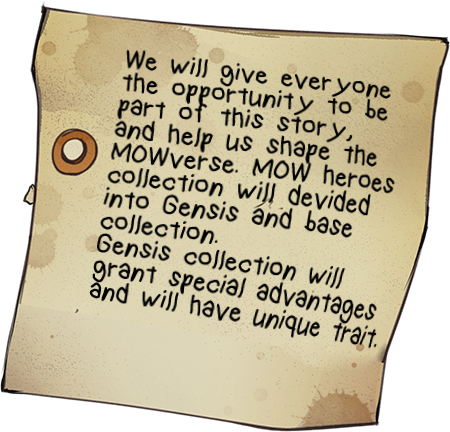 We will give everyone
the opportunity to be
part of this story,
and help us shape the
MOWverse. MOW heroes
collection will devided
into Gensis and base
collection.
Gensis collection will
grant special advantages
and will have unique trait.